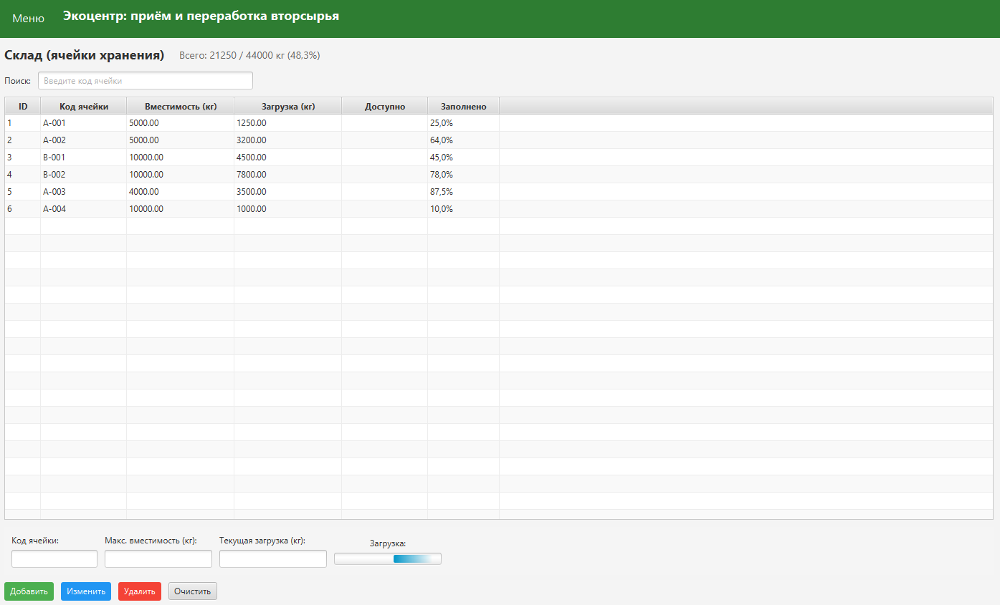 Меню Экоцентр: приём и переработка вторсырья
Склад (ячейки хранения) Всего: 21250 / 44000 кг (48,3%)
Поиск: Введите код ячейки
ID Код ячейки Вместимость (кг) Загрузка (кг) Доступно Заполнено
1 A-001 5000.00 1250.00 25,0%
2 A-002 5000.00 3200.00 64,0%
3 B-001 10000.00 4500.00 45,0%
4 B-002 10000.00 7800.00 78,0%
5 A-003 4000.00 3500.00 87,5%
6 A-004 10000.00 1000.00 10,0%
Код ячейки: Макс. вместимость (кг): Текущая загрузка (кг): Загрузка:
Добавить Изменить Удалить Очистить